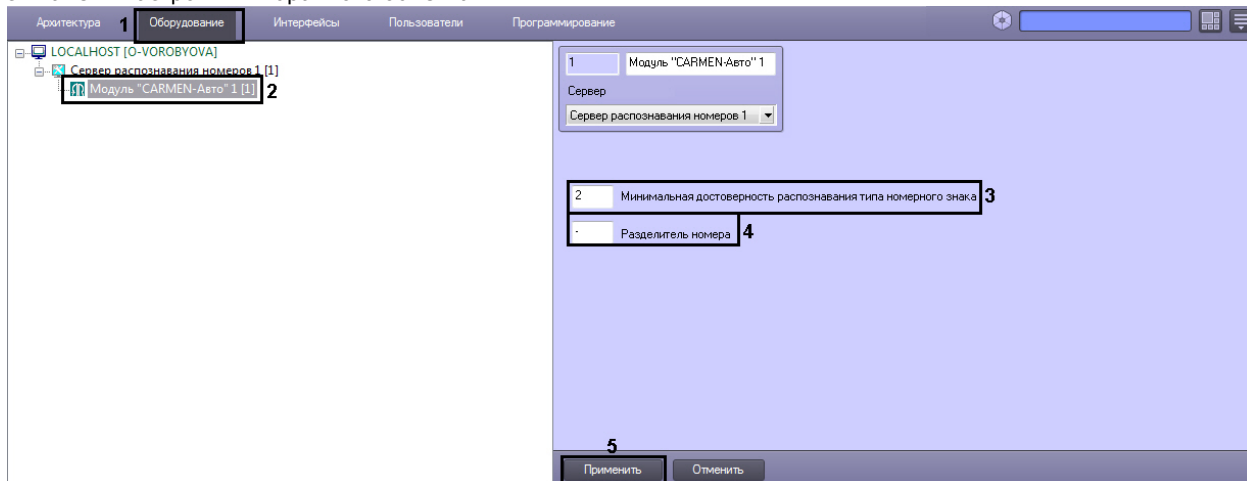 Архитектура 1 Оборудование Интерфейсы Пользователи Программирование
LOCALHOST [O-VOROBYOVA]
Сервер распознавания номеров 1 [1]
Модуль "CARMEN-Авто" 1 [1] 2
1 Модуль "CARMEN-Авто" 1
Сервер
Сервер распознавания номеров 1
2 Минимальная достоверность распознавания типа номерного знака 3
- Разделитель номера 4
5
Применить Отменить